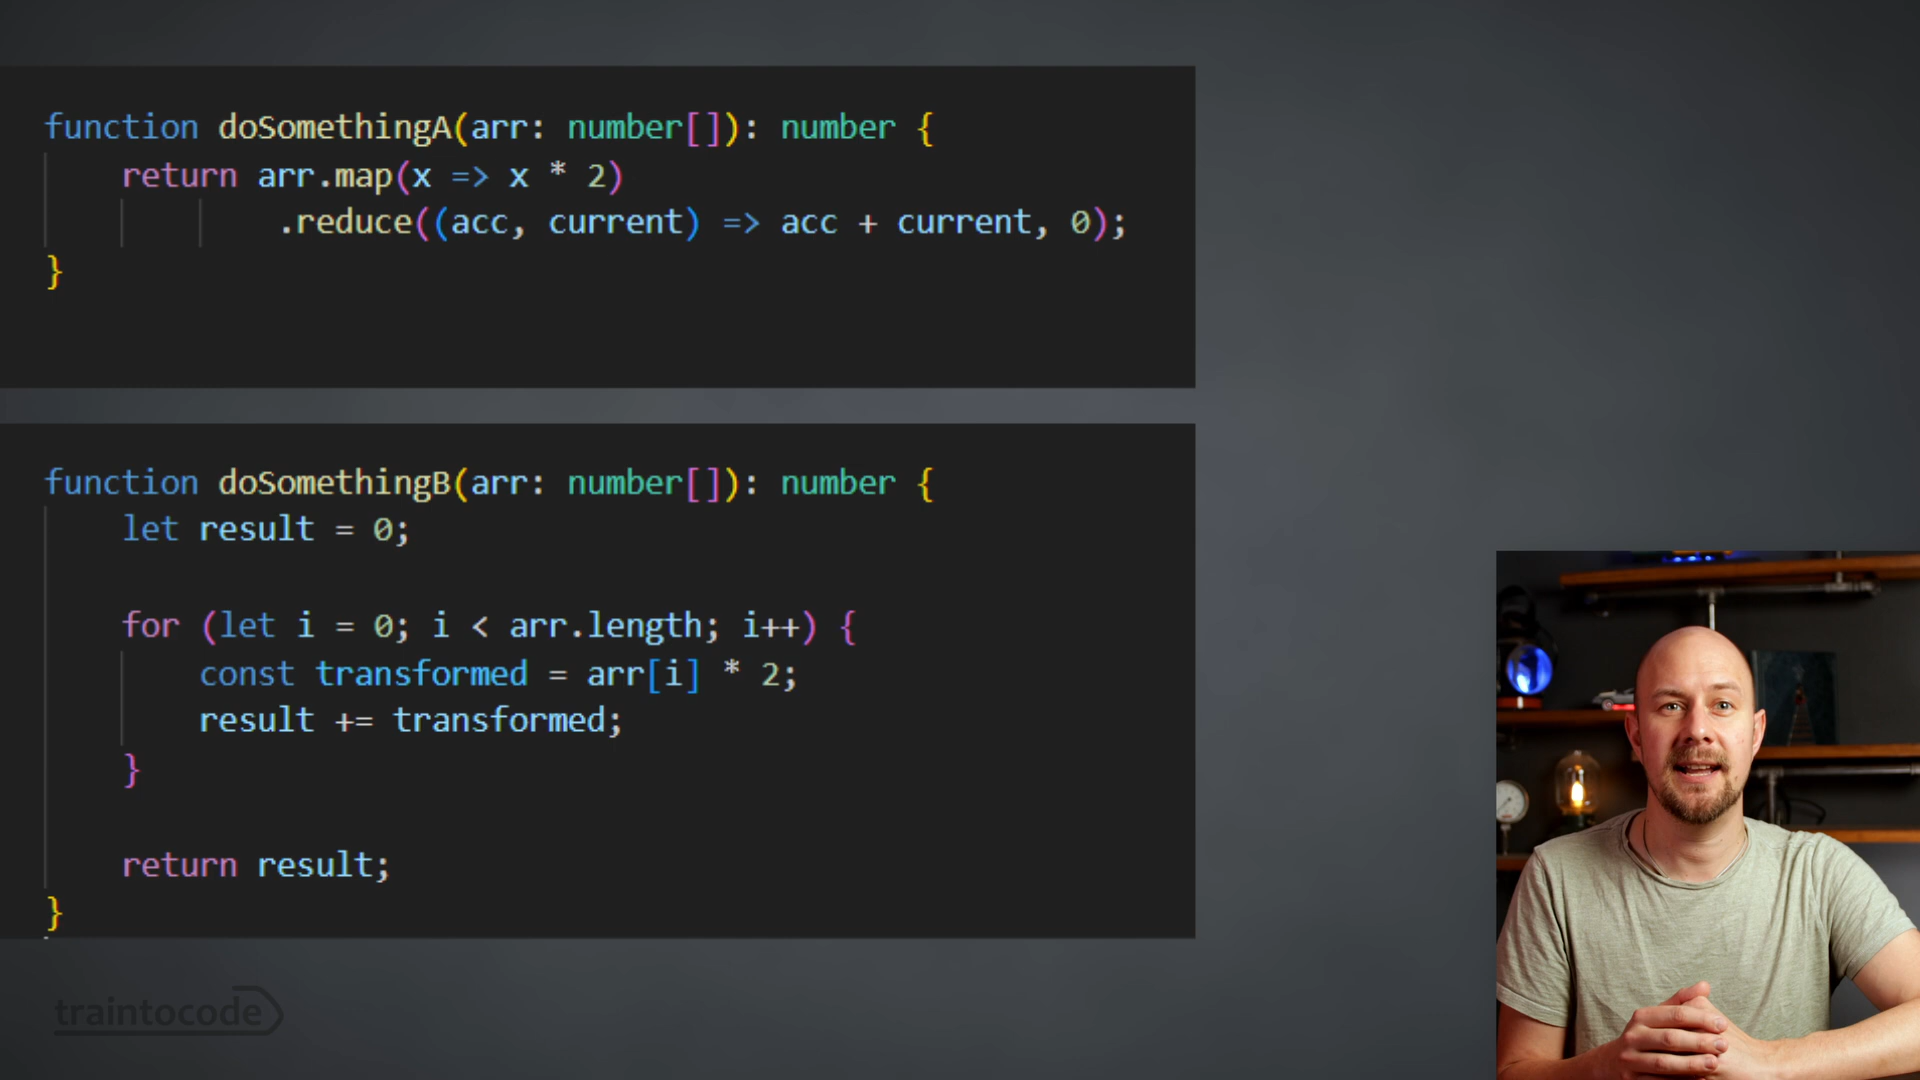 function doSomethingA(arr: number[]): number {
    return arr.map(x => x * 2)
            .reduce((acc, current) => acc + current, 0);
}
function doSomethingB(arr: number[]): number {
    let result = 0;
    for (let i = 0; i < arr.length; i++) {
        const transformed = arr[i] * 2;
        result += transformed;
    }
    return result;
}
traintocode